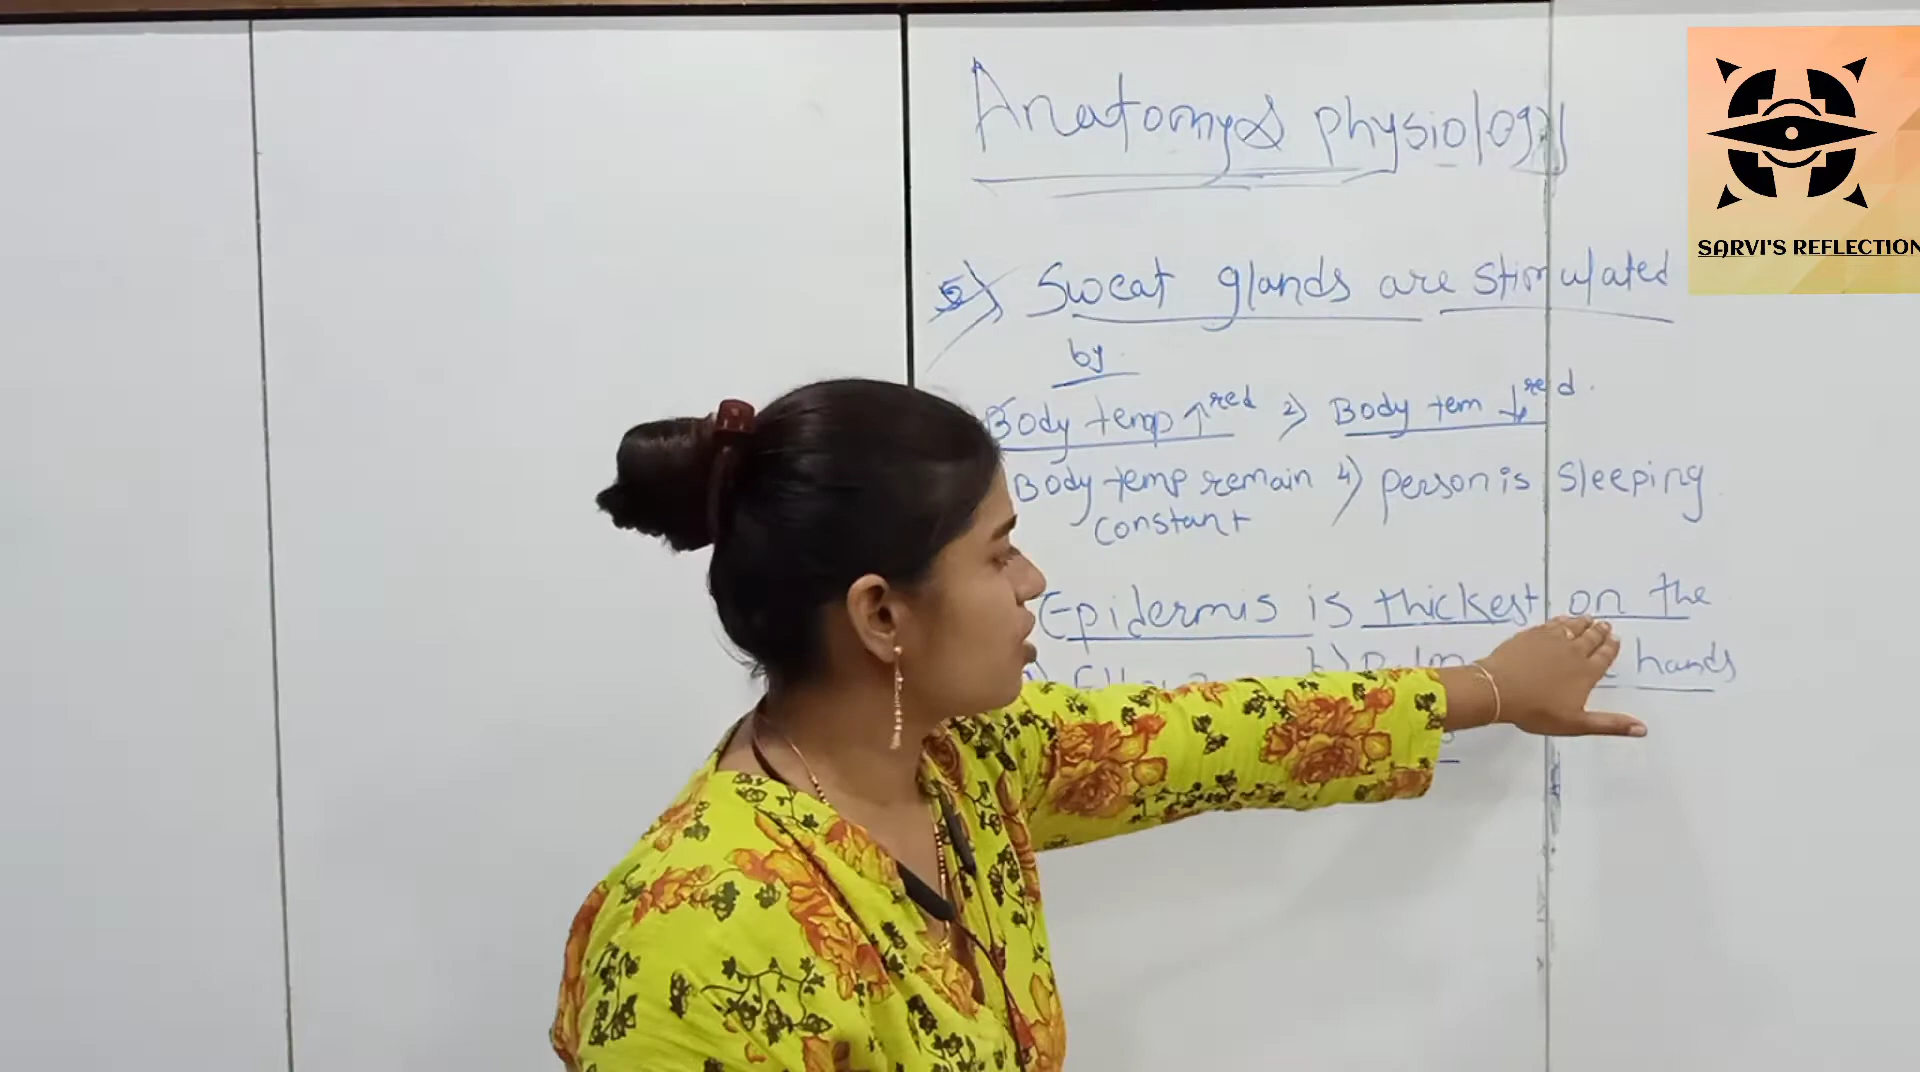 Anatomy & physiology
SARVI'S REFLECTION
5) Sweat glands are stimulated
by
Body temp ↑red 2) Body tem ↓red.
Body temp remain 4) person is sleeping
constant
Epidermis is thickest on the
hands